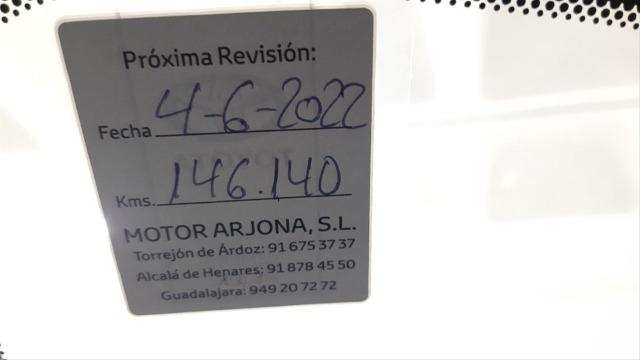 Próxima Revisión:
Fecha 4-6-2022
Kms. 146.140
MOTOR ARJONA, S.L.
Torrejón de Árdoz: 91 675 37 37
Alcalá de Henares: 91 878 45 50
Guadalajara: 949 20 72 72